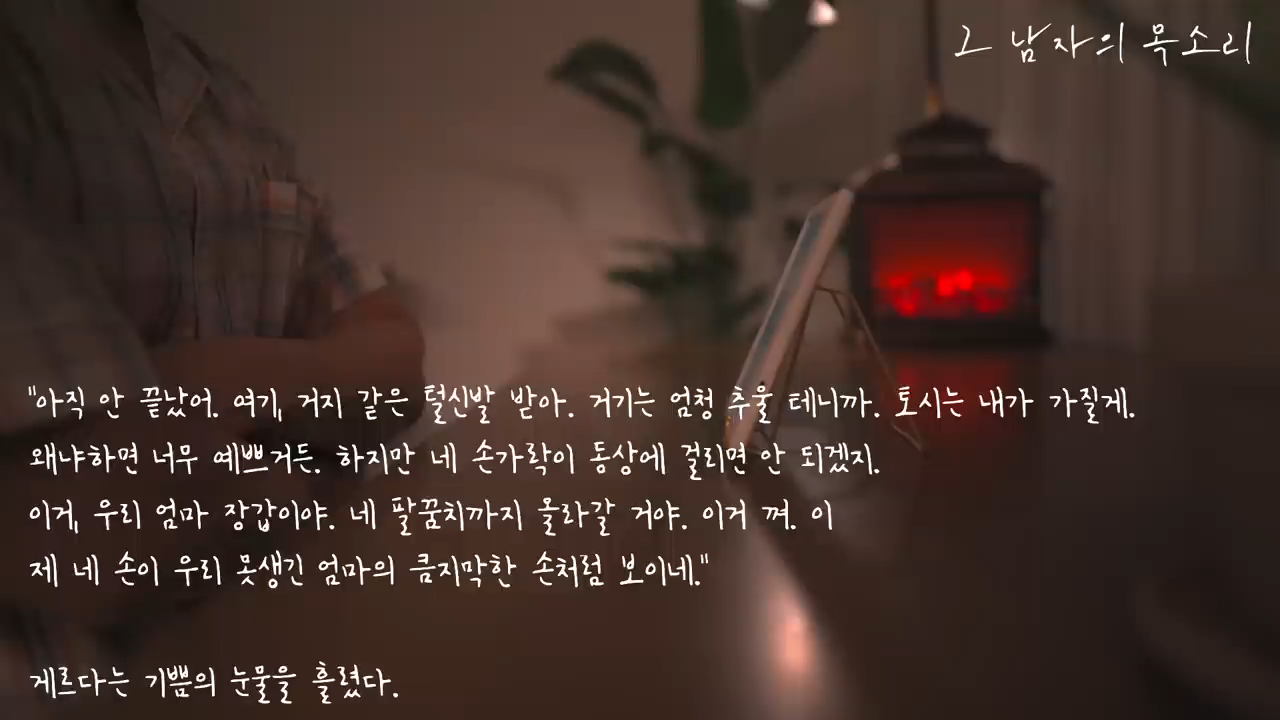 그 남자의 목소리
"아직 안 끝났어. 여기, 거지 같은 털신발 받아. 거기는 엄청 추울 테니까. 토시는 내가 가질게.
왜냐하면 너무 예쁘거든. 하지만 네 손가락이 동상에 걸리면 안 되겠지.
이거, 우리 엄마 장갑이야. 네 팔꿈치까지 올라갈 거야. 이거 껴. 이
제 네 손이 우리 못생긴 엄마의 큼지막한 손처럼 보이네."
게르다는 기쁨의 눈물을 흘렸다.